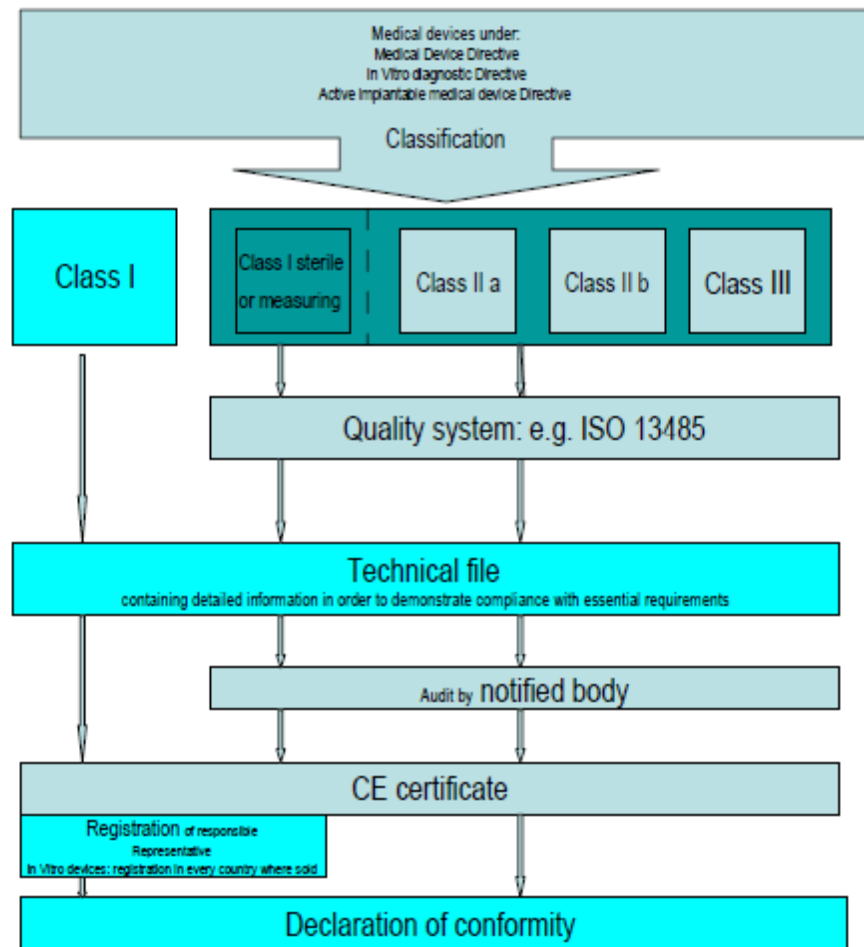 Medical devices under:
Medical Device Directive
In Vitro diagnostic Directive
Active implantable medical device Directive
Classification
Class I
Class I sterile
or measuring
Class II a
Class II b
Class III
Quality system: e.g. ISO 13485
Technical file
containing detailed information in order to demonstrate compliance with essential requirements
Audit by notified body
CE certificate
Registration of responsible
Representative
In Vitro devices: registration in every country where sold
Declaration of conformity